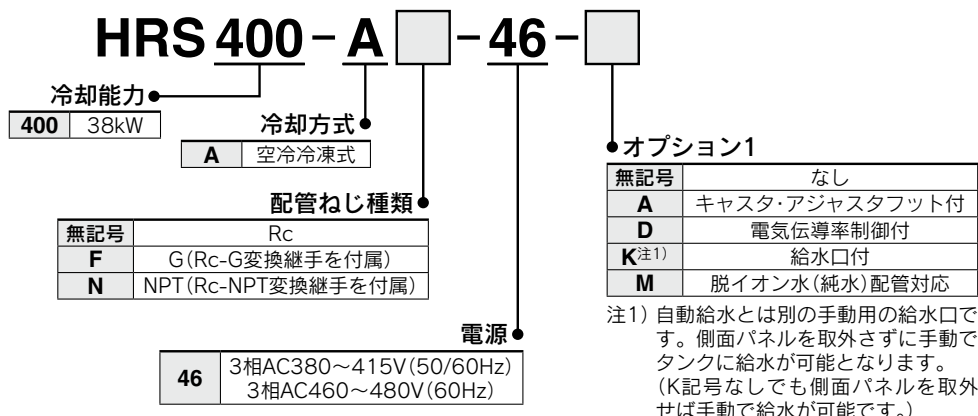 HRS 400 - A □ - 46 - □
冷却能力
400 38kW
冷却方式
A 空冷冷凍式
配管ねじ種類
無記号 Rc
F G(Rc-G変換継手を付属)
N NPT(Rc-NPT変換継手を付属)
電源
46 3相AC380～415V(50/60Hz)
3相AC460～480V(60Hz)
オプション1
無記号 なし
A キャスタ・アジャスタフット付
D 電気伝導率制御付
K注1) 給水口付
M 脱イオン水(純水)配管対応
注1) 自動給水とは別の手動用の給水口で
す。側面パネルを取外さずに手動で
タンクに給水が可能となります。
(K記号なしでも側面パネルを取外
せば手動で給水が可能です。)